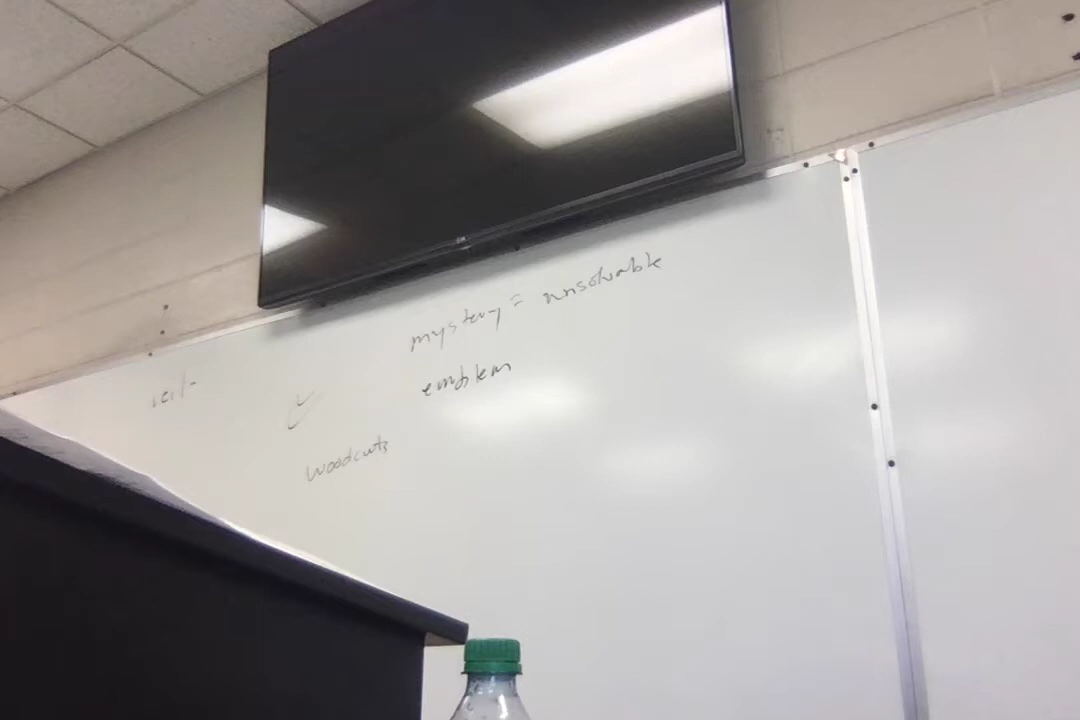 mystery = unsolvable
emblem
woodcuts